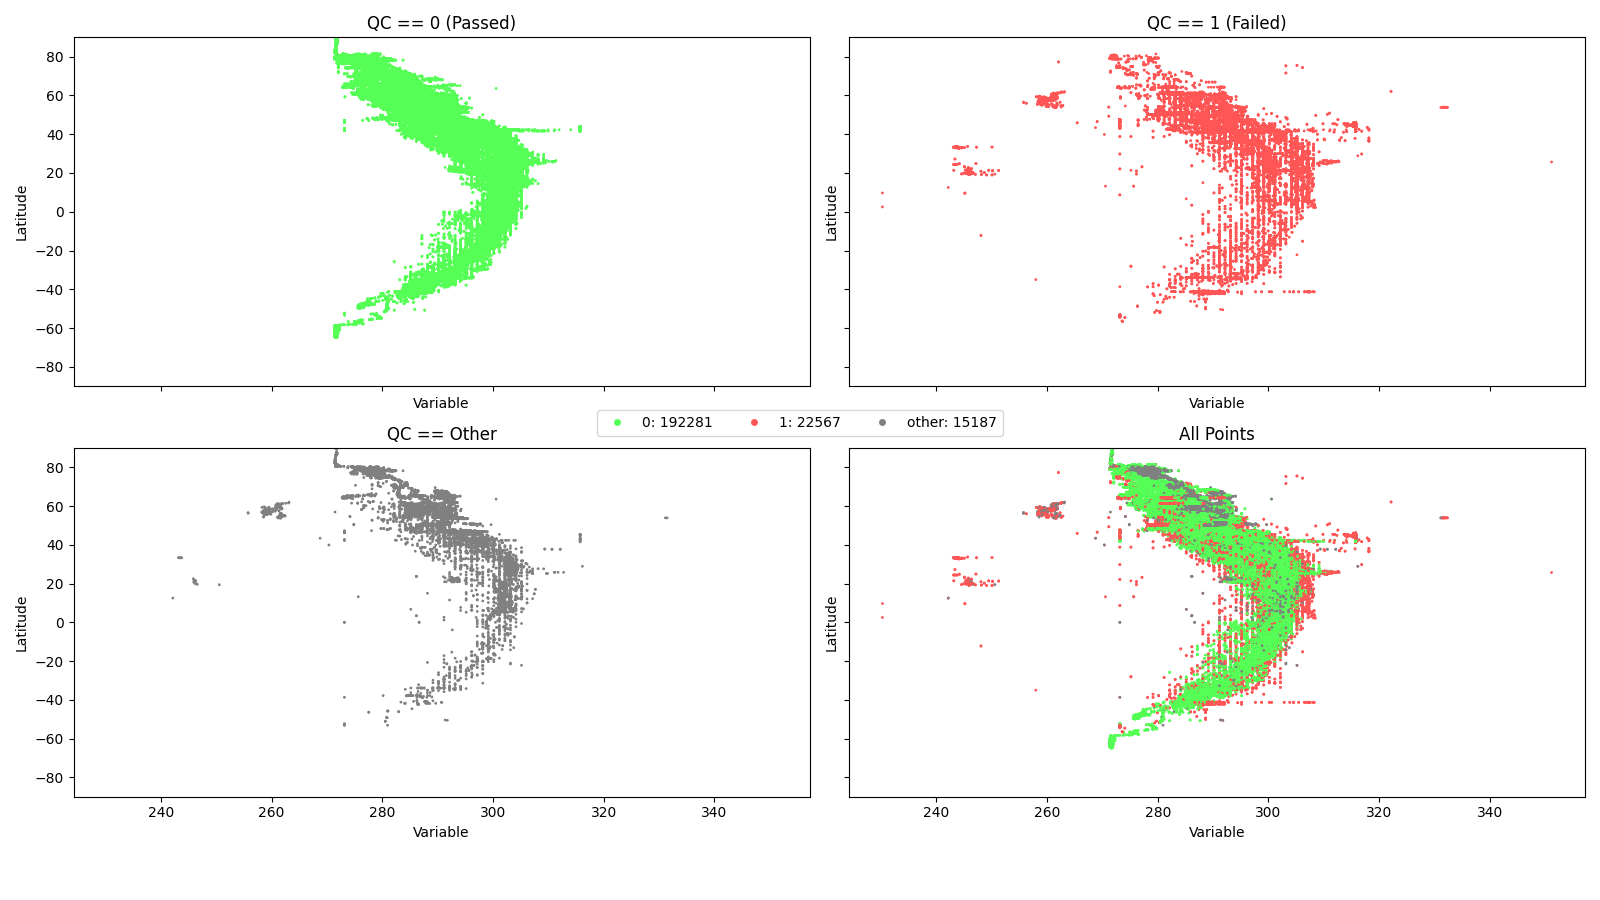 QC == 0 (Passed)
QC == 1 (Failed)
Latitude
80
60
40
20
0
−20
−40
−60
−80
Variable
Latitude
Variable
0: 192281
1: 22567
other: 15187
QC == Other
All Points
Latitude
80
60
40
20
0
−20
−40
−60
−80
240
260
280
300
320
340
Variable
Latitude
240
260
280
300
320
340
Variable